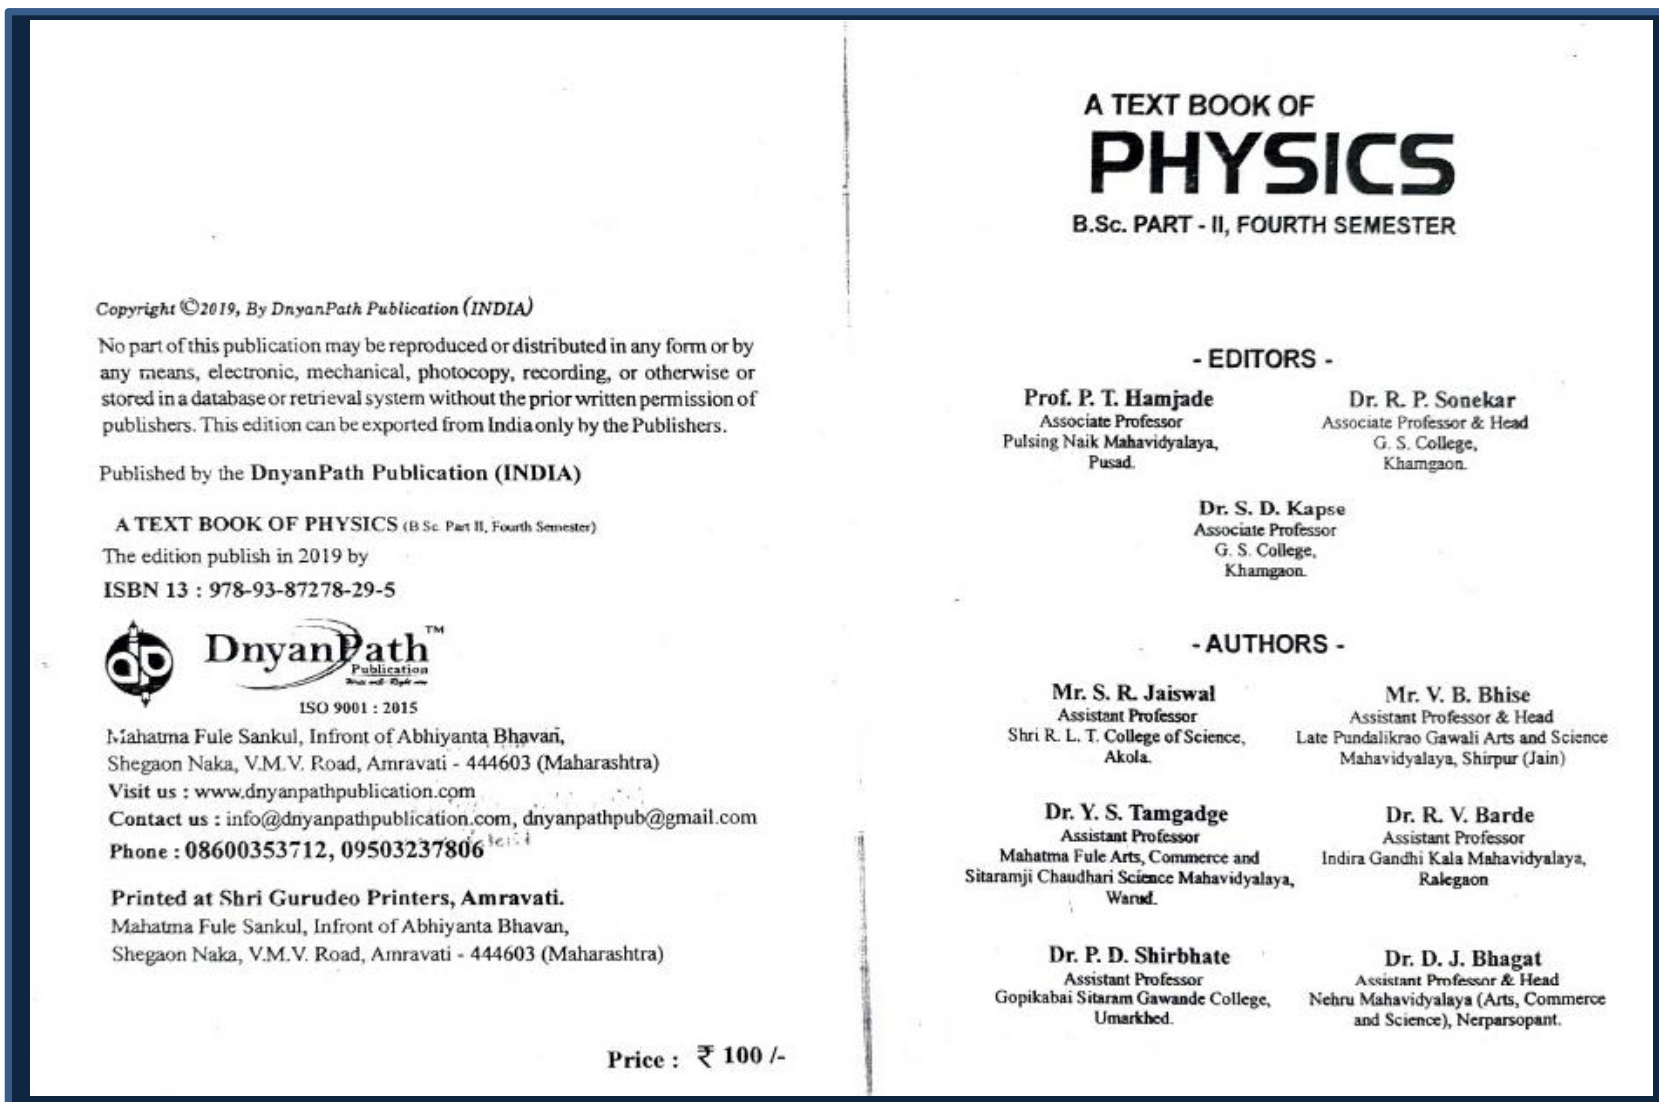 Copyright ©2019, By DnyanPath Publication (INDIA)
No part of this publication may be reproduced or distributed in any form or by
any means, electronic, mechanical, photocopy, recording, or otherwise or
stored in a database or retrieval system without the prior written permission of
publishers. This edition can be exported from India only by the Publishers.
Published by the DnyanPath Publication (INDIA)
A TEXT BOOK OF PHYSICS (B Sc. Part II, Fourth Semester)
The edition publish in 2019 by
ISBN 13 : 978-93-87278-29-5
DnyanPath™
Publication
ISO 9001 : 2015
Mahatma Fule Sankul, Infront of Abhiyanta Bhavan,
Shegaon Naka, V.M.V. Road, Amravati - 444603 (Maharashtra)
Visit us : www.dnyanpathpublication.com
Contact us : info@dnyanpathpublication.com, dnyanpathpub@gmail.com
Phone : 08600353712, 09503237806
Printed at Shri Gurudeo Printers, Amravati.
Mahatma Fule Sankul, Infront of Abhiyanta Bhavan,
Shegaon Naka, V.M.V. Road, Amravati - 444603 (Maharashtra)
Price : ₹ 100 /-
A TEXT BOOK OF
PHYSICS
B.Sc. PART - II, FOURTH SEMESTER
- EDITORS -
Prof. P. T. Hamjade
Associate Professor
Pulsing Naik Mahavidyalaya,
Pusad.
Dr. R. P. Sonekar
Associate Professor & Head
G. S. College,
Khamgaon.
Dr. S. D. Kapse
Associate Professor
G. S. College,
Khamgaon.
- AUTHORS -
Mr. S. R. Jaiswal
Assistant Professor
Shri R. L. T. College of Science,
Akola.
Mr. V. B. Bhise
Assistant Professor & Head
Late Pundalikrao Gawali Arts and Science
Mahavidyalaya, Shirpur (Jain)
Dr. Y. S. Tamgadge
Assistant Professor
Mahatma Fule Arts, Commerce and
Sitaramji Chaudhari Science Mahavidyalaya,
Warud.
Dr. R. V. Barde
Assistant Professor
Indira Gandhi Kala Mahavidyalaya,
Ralegaon
Dr. P. D. Shirbhate
Assistant Professor
Gopikabai Sitaram Gawande College,
Umarkhed.
Dr. D. J. Bhagat
Assistant Professor & Head
Nehru Mahavidyalaya (Arts, Commerce
and Science), Nerparsopant.